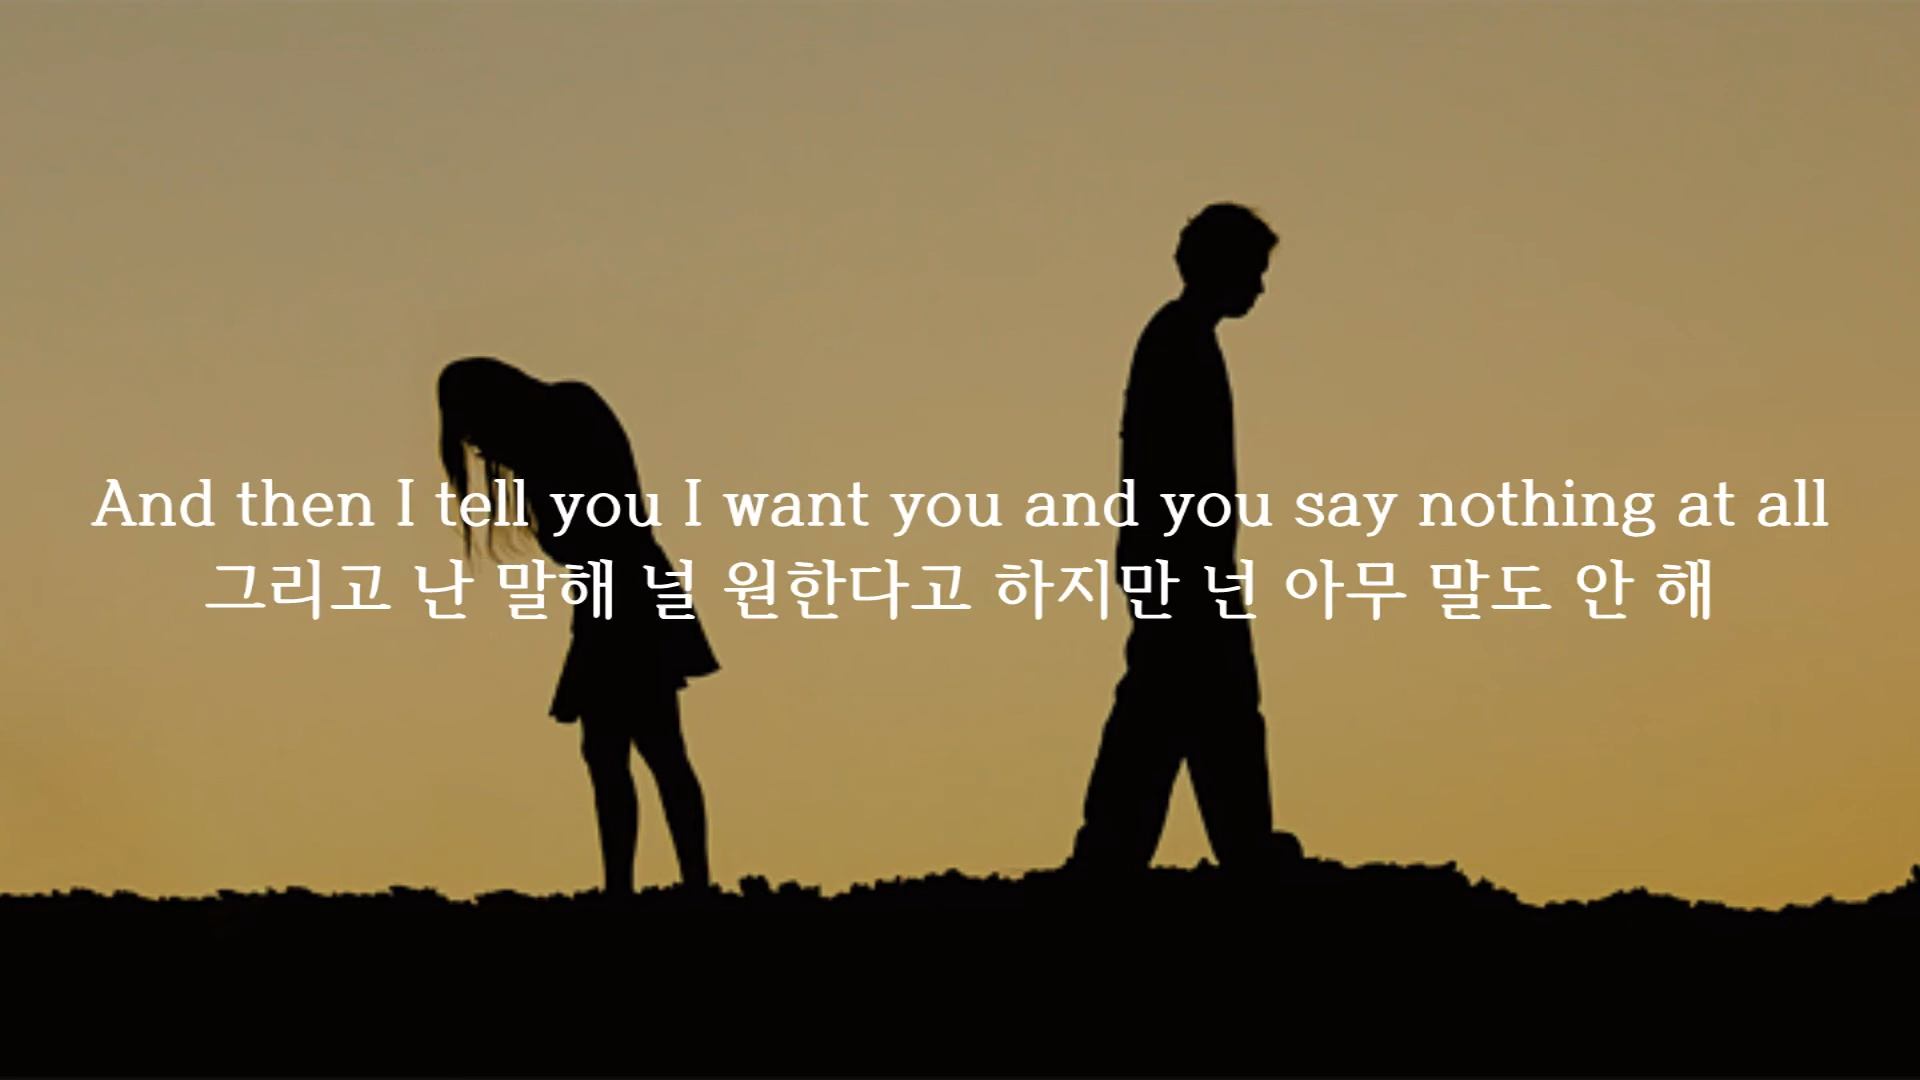 And then I tell you I want you and you say nothing at all
그리고 난 말해 널 원한다고 하지만 넌 아무 말도 안 해